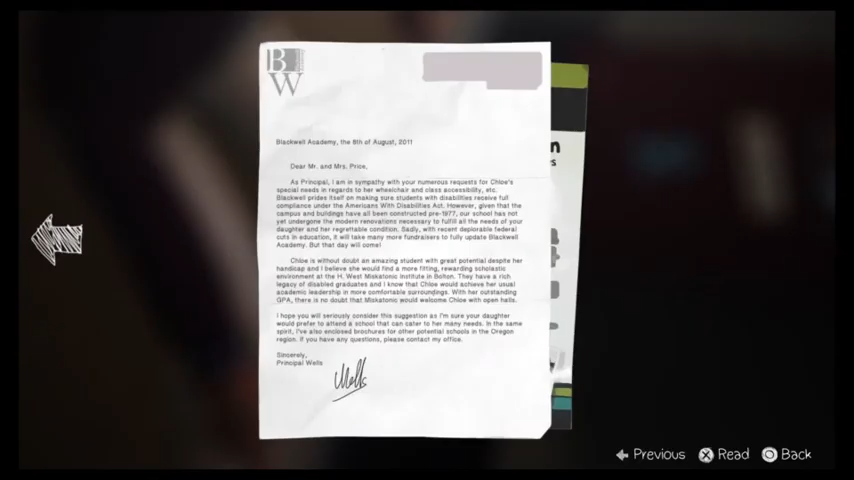 B
W
Blackwell Academy, the 8th of August, 2011
Dear Mr. and Mrs. Price,
As Principal, I am in sympathy with your numerous requests for Chloe's
special needs in regards to her wheelchair and class accessibility, etc.
Blackwell prides itself on making sure students with disabilities receive full
compliance under the Americans With Disabilities Act. However, given that the
campus and buildings have all been constructed pre-1977, our school has not
yet undergone the modern renovations necessary to fulfill all the needs of your
daughter and her regrettable condition. Sadly, with recent deplorable federal
cuts in education, it will take many more fundraisers to fully update Blackwell
Academy. But that day will come!
Chloe is without doubt an amazing student with great potential despite her
handicap and I believe she would find a more fitting, rewarding scholastic
environment at the H. West Miskatonic Institute in Bolton. They have a rich
legacy of disabled graduates and I know that Chloe would achieve her usual
academic leadership in more comfortable surroundings. With her outstanding
GPA, there is no doubt that Miskatonic would welcome Chloe with open halls.
I hope you will seriously consider this suggestion as I'm sure your daughter
would prefer to attend a school that can cater to her many needs. In the same
spirit, I've also enclosed brochures for other potential schools in the Oregon
region. If you have any questions, please contact my office.
Sincerely,
Principal Wells
Wells
n
s
Previous Read Back